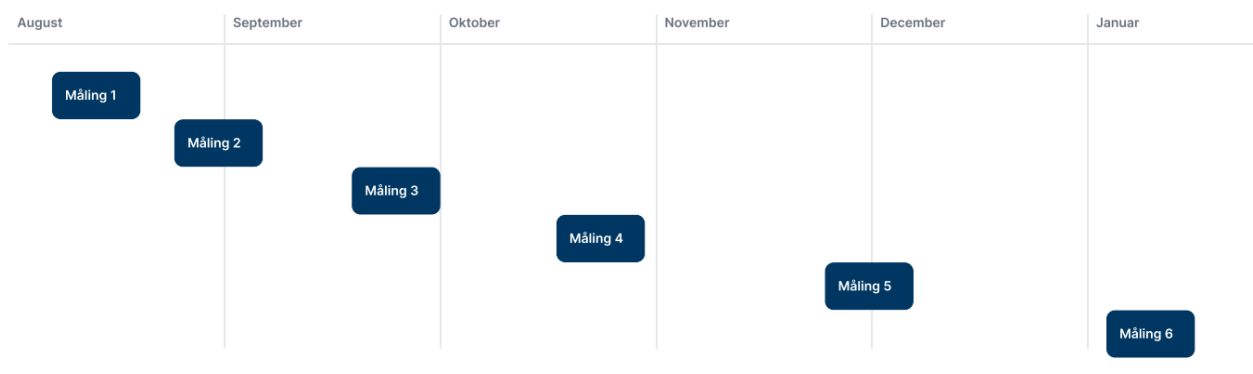 August
September
Oktober
November
December
Januar
Måling 1
Måling 2
Måling 3
Måling 4
Måling 5
Måling 6